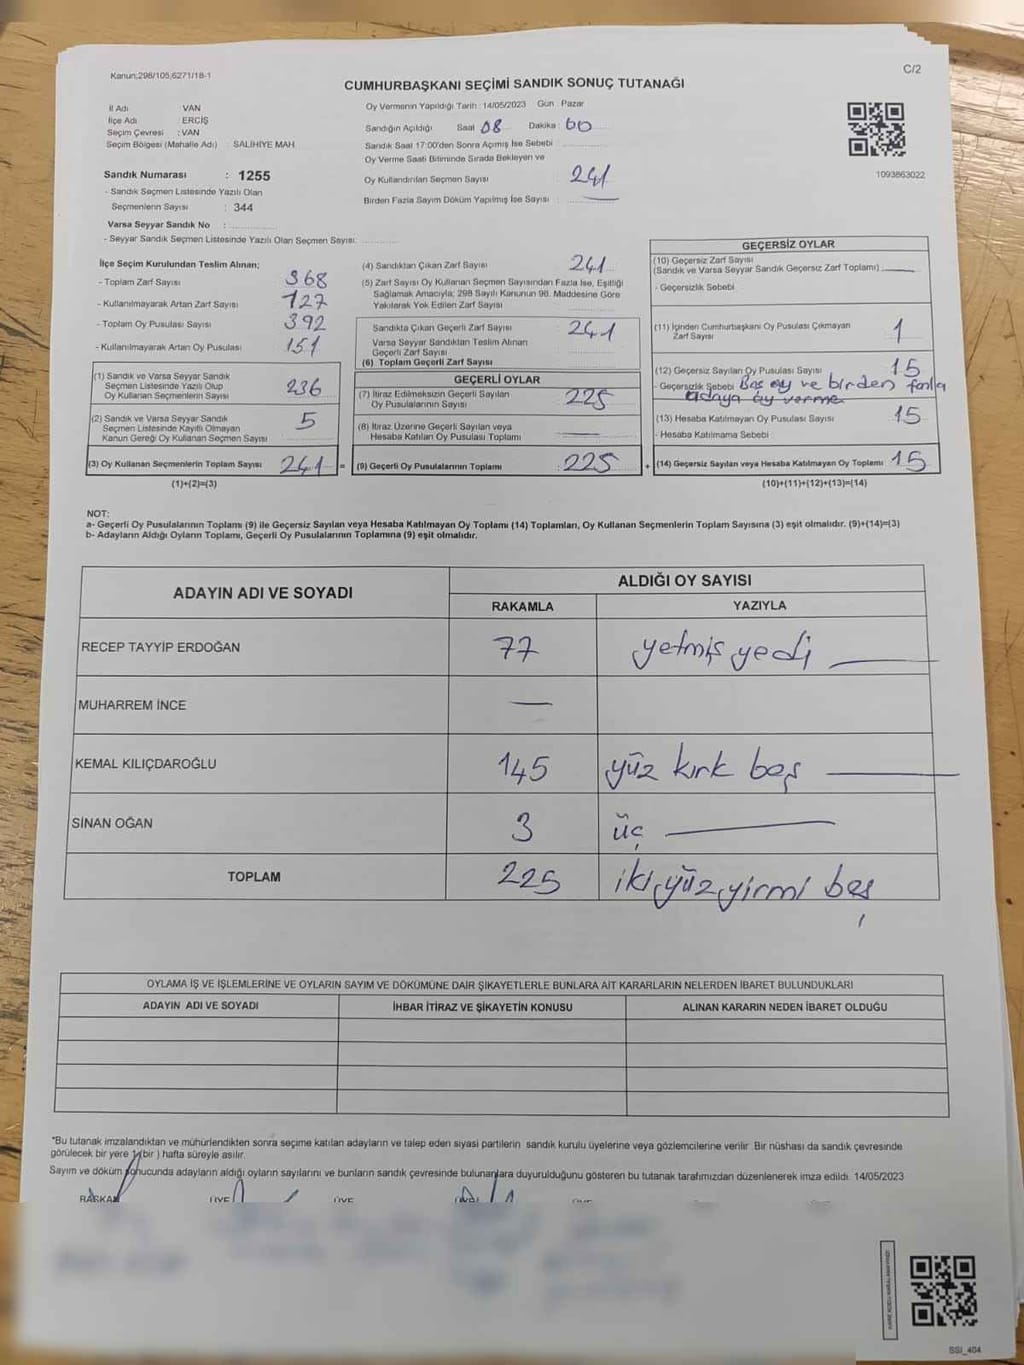 Kanun;298/105;6271/18-1
C/2
CUMHURBAŞKANI SEÇİMİ SANDIK SONUÇ TUTANAĞI
İl Adı VAN
İlçe Adı : ERCİŞ
Seçim Çevresi : VAN
Seçim Bölgesi (Mahalle Adı) : SALİHİYE MAH
Sandık Numarası : 1255
- Sandık Seçmen Listesinde Yazılı Olan
Seçmenlerin Sayısı : 344
Varsa Seyyar Sandık No :
- Seyyar Sandık Seçmen Listesinde Yazılı Olan Seçmen Sayısı:
Oy Vermenin Yapıldığı Tarih : 14/05/2023 Gün : Pazar
Sandığın Açıldığı Saat 08 Dakika : 00
Sandık Saat 17:00'den Sonra Açımış İse Sebebi
Oy Verme Saati Bitiminde Sırada Bekleyen ve
Oy Kullandırılan Seçmen Sayısı 241
Birden Fazla Sayım Döküm Yapılmış İse Sayısı :
1093863022
İlçe Seçim Kurulundan Teslim Alınan;
- Toplam Zarf Sayısı 368
- Kullanılmayarak Artan Zarf Sayısı 127
- Toplam Oy Pusulası Sayısı 392
- Kullanılmayarak Artan Oy Pusulası 151
(1) Sandık ve Varsa Seyyar Sandık
Seçmen Listesinde Yazılı Olup
Oy Kullanan Seçmenlerin Sayısı 236
(2) Sandık ve Varsa Seyyar Sandık
Seçmen Listesinde Kayıtlı Olmayan
Kanun Gereği Oy Kullanan Seçmen Sayısı 5
(3) Oy Kullanan Seçmenlerin Toplam Sayısı 241 =
(1)+(2)=(3)
(4) Sandıktan Çıkan Zarf Sayısı 241
(5) Zarf Sayısı Oy Kullanan Seçmen Sayısından Fazla İse, Eşitliği
Sağlamak Amacıyla; 298 Sayılı Kanunun 98. Maddesine Göre
Yakılarak Yok Edilen Zarf Sayısı
Sandıkta Çıkan Geçerli Zarf Sayısı 241
Varsa Seyyar Sandıktan Teslim Alınan
Geçerli Zarf Sayısı
(6) Toplam Geçerli Zarf Sayısı
GEÇERLİ OYLAR
(7) İtiraz Edilmeksizin Geçerli Sayılan
Oy Pusulalarının Sayısı 225
(8) İtiraz Üzerine Geçerli Sayılan veya
Hesaba Katılan Oy Pusulası Toplamı
(9) Geçerli Oy Pusulalarının Toplamı 225 +
GEÇERSİZ OYLAR
(10) Geçersiz Zarf Sayısı
(Sandık ve Varsa Seyyar Sandık Geçersiz Zarf Toplamı)
- Geçersizlik Sebebi
(11) İçinden Cumhurbaşkanı Oy Pusulası Çıkmayan
Zarf Sayısı 1
(12) Geçersiz Sayılan Oy Pusulası Sayısı 15
- Geçersizlik Sebebi Boş oy ve birden fazla
adaya oy verme
(13) Hesaba Katılmayan Oy Pusulası Sayısı 15
- Hesaba Katılmama Sebebi
(14) Geçersiz Sayılan veya Hesaba Katılmayan Oy Toplamı 15
(10)+(11)+(12)+(13)=(14)
NOT:
a- Geçerli Oy Pusulalarının Toplamı (9) ile Geçersiz Sayılan veya Hesaba Katılmayan Oy Toplamı (14) Toplamları, Oy Kullanan Seçmenlerin Toplam Sayısına (3) eşit olmalıdır. (9)+(14)=(3)
b- Adayların Aldığı Oyların Toplamı, Geçerli Oy Pusulalarının Toplamına (9) eşit olmalıdır.
ADAYIN ADI VE SOYADI ALDIĞI OY SAYISI
RAKAMLA YAZIYLA
RECEP TAYYİP ERDOĞAN 77 yetmiş yedi
MUHARREM İNCE —
KEMAL KILIÇDAROĞLU 145 yüz kırk beş
SİNAN OĞAN 3 üç
TOPLAM 225 iki yüz yirmi beş
OYLAMA İŞ VE İŞLEMLERİNE VE OYLARIN SAYIM VE DÖKÜMÜNE DAİR ŞİKAYETLERLE BUNLARA AİT KARARLARIN NELERDEN İBARET BULUNDUKLARI
ADAYIN ADI VE SOYADI İHBAR İTİRAZ VE ŞİKAYETİN KONUSU ALINAN KARARIN NEDEN İBARET OLDUĞU
*Bu tutanak imzalandıktan ve mühürlendikten sonra seçime katılan adayların ve talep eden siyasi partilerin sandık kurulu üyelerine veya gözlemcilerine verilir. Bir nüshası da sandık çevresinde
görülecek bir yere 1 (bir ) hafta süreyle asılır.
Sayım ve döküm sonucunda adayların aldığı oyların sayılarını ve bunların sandık çevresinde bulunanlara duyurulduğunu gösteren bu tutanak tarafımızdan düzenlenerek imza edildi. 14/05/2023
BAŞKAN ÜYE ÜYE
SSİ_404